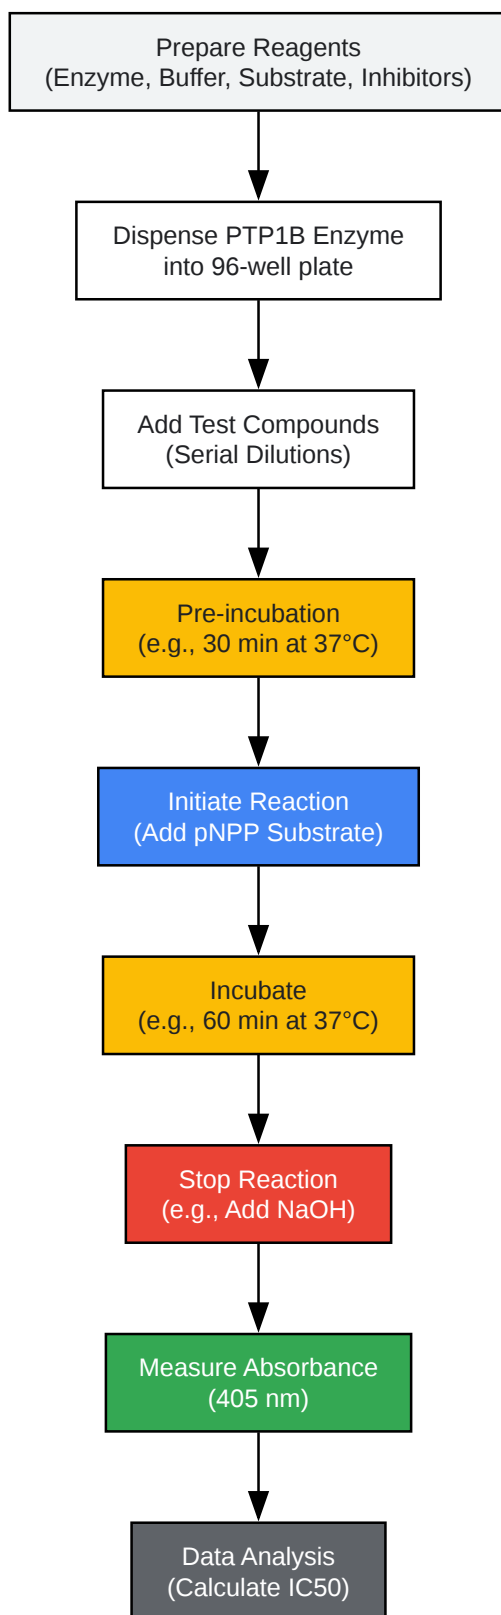 Prepare Reagents
(Enzyme, Buffer, Substrate, Inhibitors)
Dispense PTP1B Enzyme
into 96-well plate
Add Test Compounds
(Serial Dilutions)
Pre-incubation
(e.g., 30 min at 37°C)
Initiate Reaction
(Add pNPP Substrate)
Incubate
(e.g., 60 min at 37°C)
Stop Reaction
(e.g., Add NaOH)
Measure Absorbance
(405 nm)
Data Analysis
(Calculate IC50)